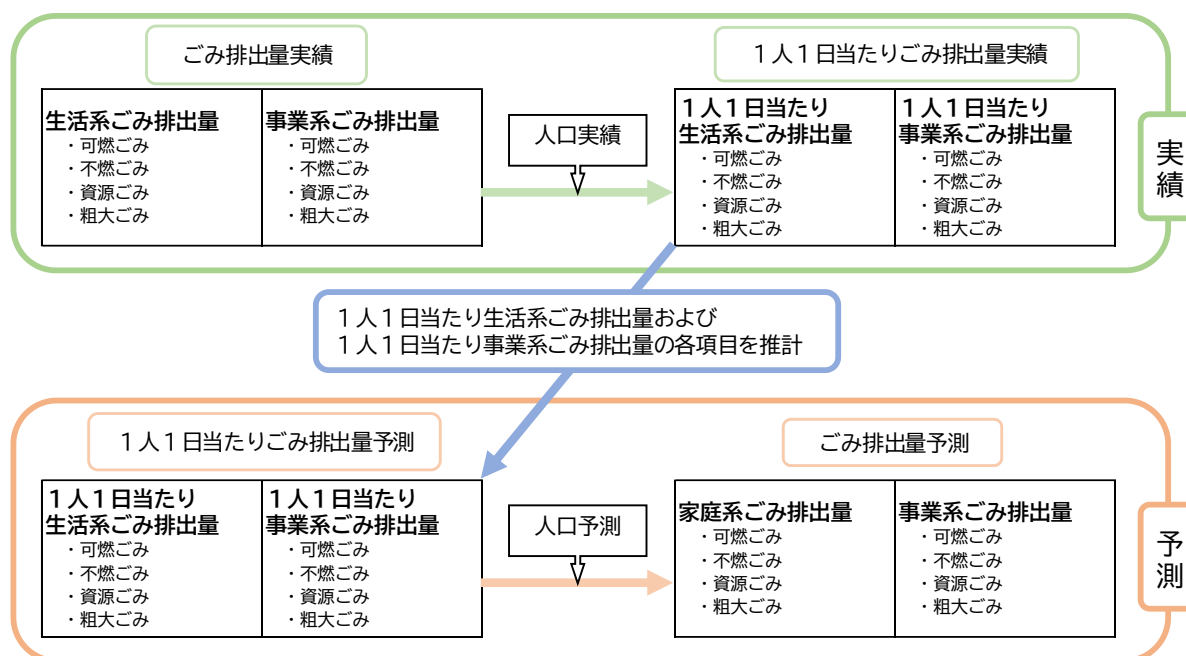 ごみ排出量実績
1人1日当たりごみ排出量実績
生活系ごみ排出量
・可燃ごみ
・不燃ごみ
・資源ごみ
・粗大ごみ
事業系ごみ排出量
・可燃ごみ
・不燃ごみ
・資源ごみ
・粗大ごみ
人口実績
1人1日当たり
生活系ごみ排出量
・可燃ごみ
・不燃ごみ
・資源ごみ
・粗大ごみ
1人1日当たり
事業系ごみ排出量
・可燃ごみ
・不燃ごみ
・資源ごみ
・粗大ごみ
実績
1人1日当たり生活系ごみ排出量および
1人1日当たり事業系ごみ排出量の各項目を推計
1人1日当たりごみ排出量予測
ごみ排出量予測
1人1日当たり
生活系ごみ排出量
・可燃ごみ
・不燃ごみ
・資源ごみ
・粗大ごみ
1人1日当たり
事業系ごみ排出量
・可燃ごみ
・不燃ごみ
・資源ごみ
・粗大ごみ
人口予測
家庭系ごみ排出量
・可燃ごみ
・不燃ごみ
・資源ごみ
・粗大ごみ
事業系ごみ排出量
・可燃ごみ
・不燃ごみ
・資源ごみ
・粗大ごみ
予測